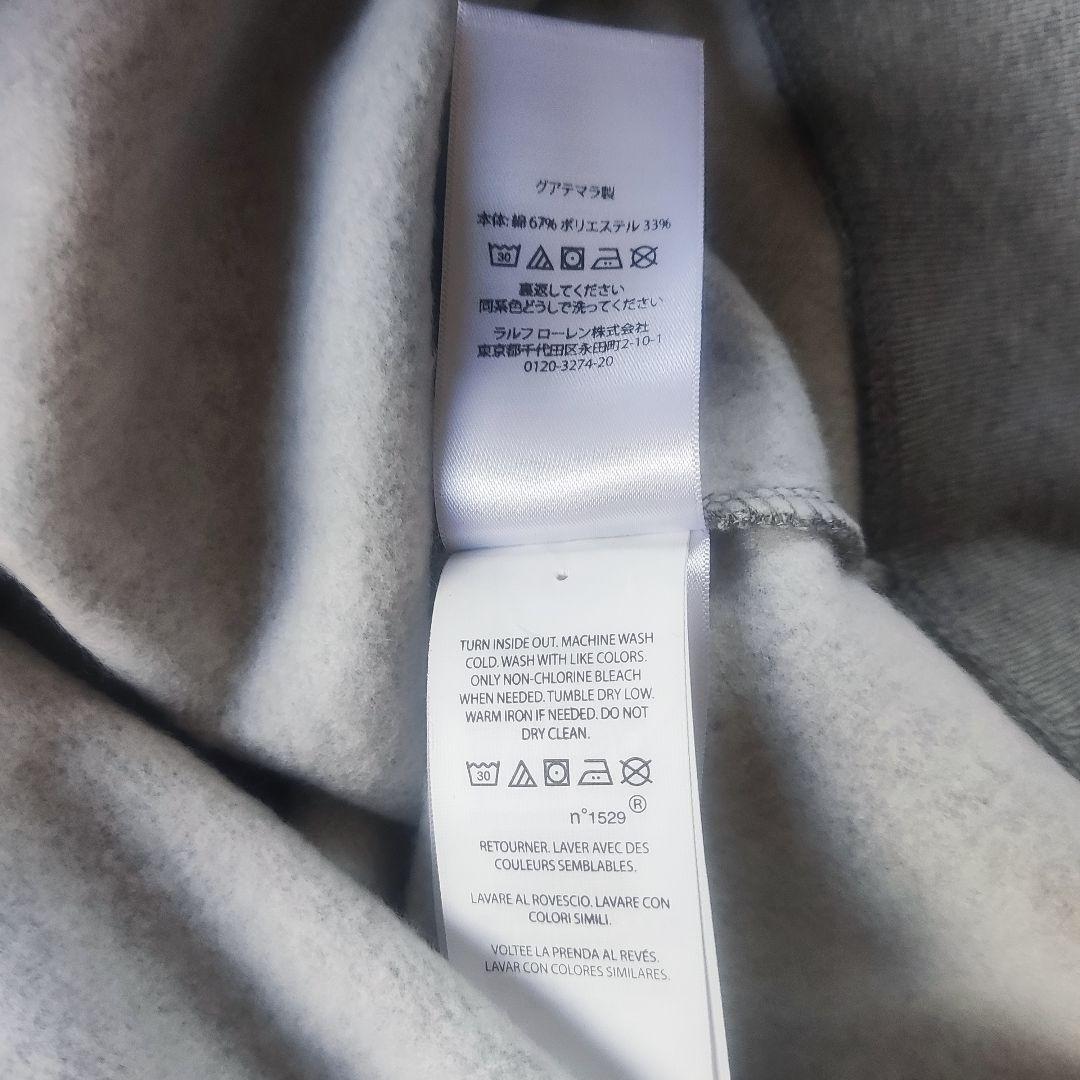 グアテマラ製
本体: 綿 67% ポリエステル 33%
30
裏返してください
同系色どうしで洗ってください
ラルフ ローレン株式会社
東京都千代田区永田町2-10-1
0120-3274-20
TURN INSIDE OUT. MACHINE WASH
COLD. WASH WITH LIKE COLORS.
ONLY NON-CHLORINE BLEACH
WHEN NEEDED. TUMBLE DRY LOW.
WARM IRON IF NEEDED. DO NOT
DRY CLEAN.
30
n°1529 ®
RETOURNER. LAVER AVEC DES
COULEURS SEMBLABLES.
LAVARE AL ROVESCIO. LAVARE CON
COLORI SIMILI.
VOLTEE LA PRENDA AL REVÉS.
LAVAR CON COLORES SIMILARES.